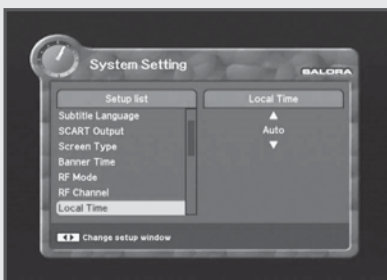 System Setting
SALORA
Setup list
Local Time
Subtitle Language
SCART Output
Screen Type
Banner Time
RF Mode
RF Channel
Local Time
Auto
Change setup window